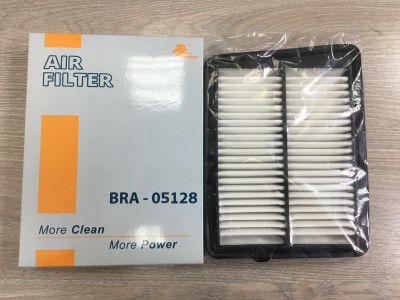 AIR
FILTER
BRA - 05128
More Clean
More Power